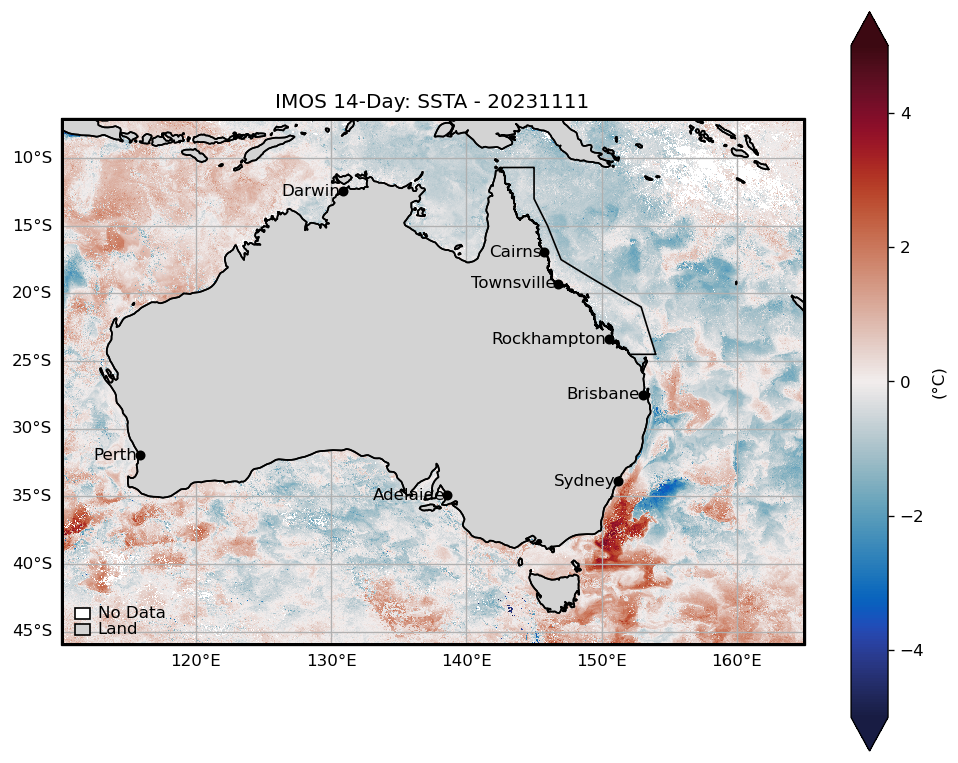 IMOS 14-Day: SSTA - 20231111
10°S
15°S
20°S
25°S
30°S
35°S
40°S
45°S
Darwin
Cairns
Townsville
Rockhampton
Brisbane
Perth
Sydney
Adelaide
No Data
Land
120°E 130°E 140°E 150°E 160°E
4
2
0
−2
−4
(°C)